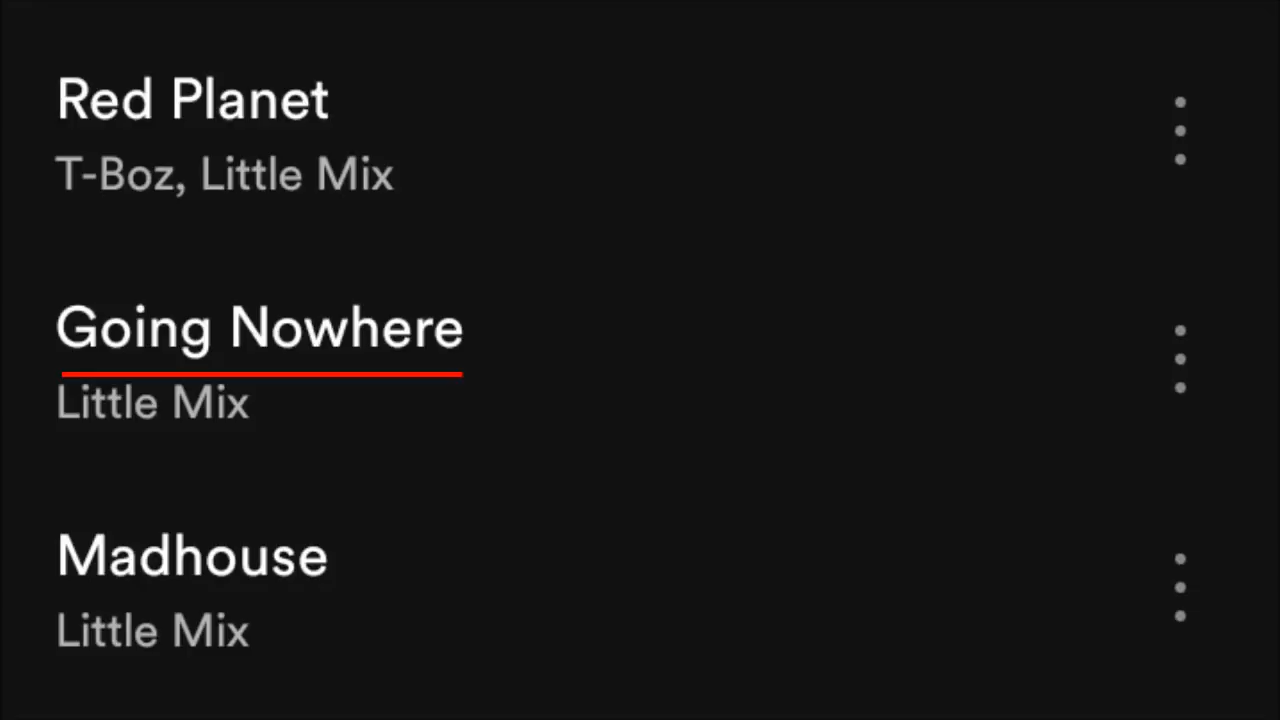 Red Planet
T-Boz, Little Mix
Going Nowhere
Little Mix
Madhouse
Little Mix